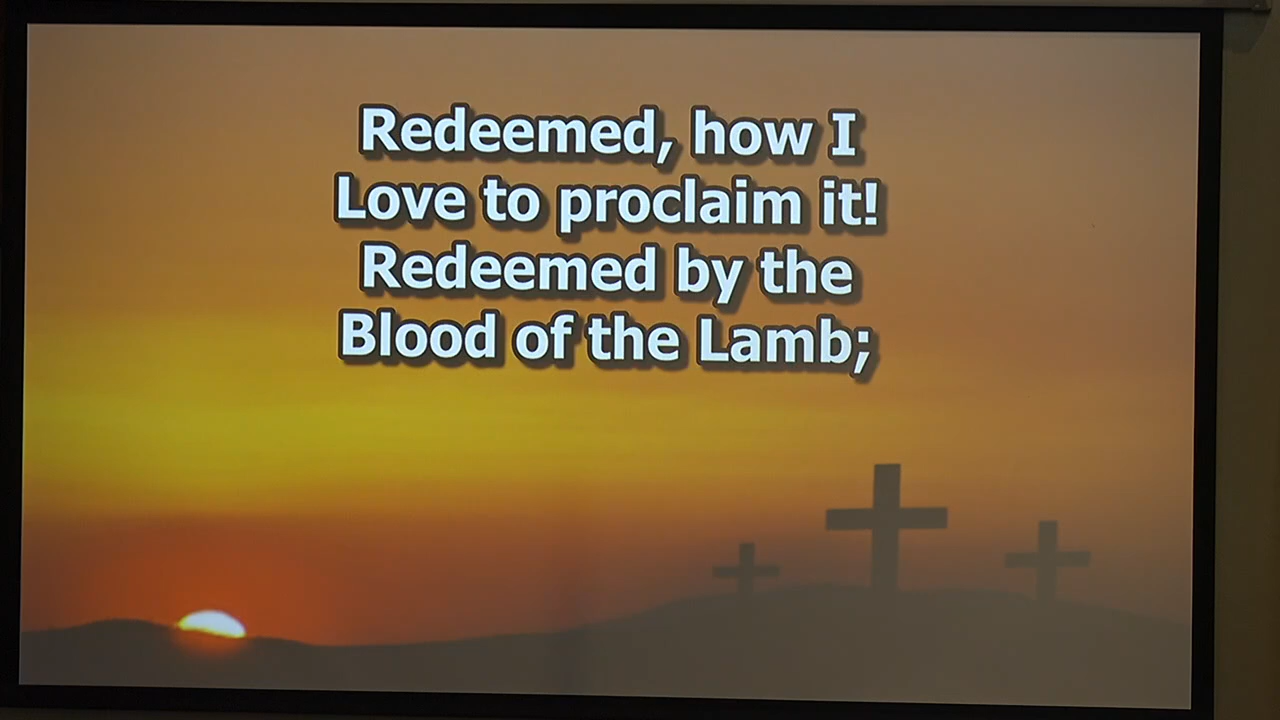 Redeemed, how I
Love to proclaim it!
Redeemed by the
Blood of the Lamb;